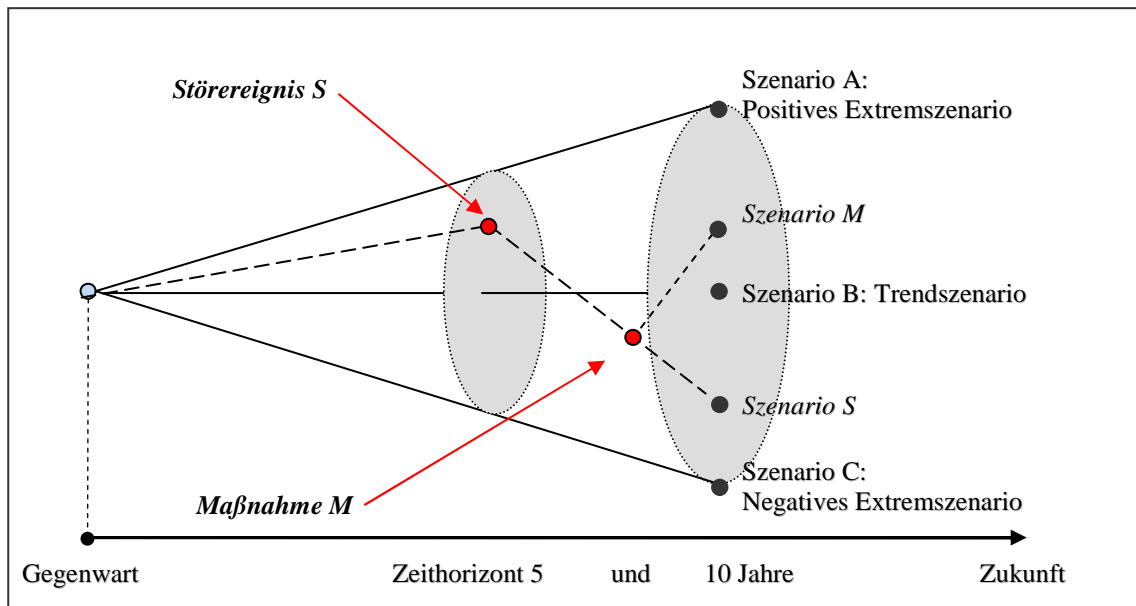 Störereignis S
Szenario A:
Positives Extremszenario
Szenario M
Szenario B: Trendszenario
Szenario S
Szenario C:
Negatives Extremszenario
Maßnahme M
Gegenwart Zeithorizont 5 und 10 Jahre Zukunft